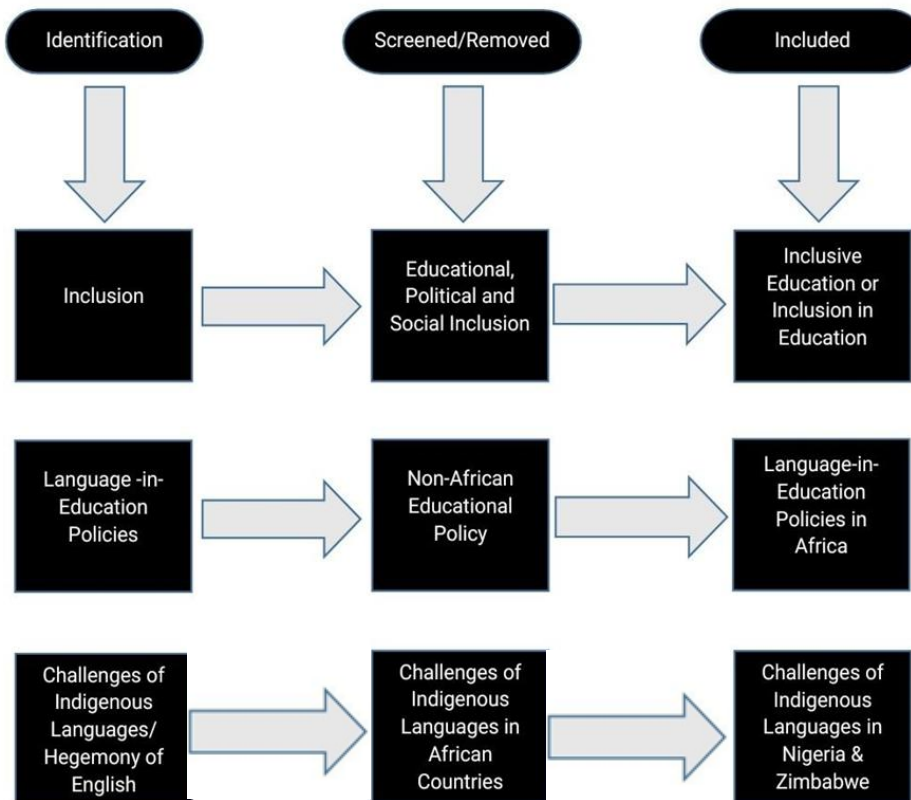 Identification
Screened/Removed
Included
Inclusion
Educational,
Political and
Social Inclusion
Inclusive
Education or
Inclusion in
Education
Language -in-
Education
Policies
Non-African
Educational
Policy
Language-in-
Education
Policies in
Africa
Challenges of
Indigenous
Languages/
Hegemony of
English
Challenges of
Indigenous
Languages in
African
Countries
Challenges of
Indigenous
Languages in
Nigeria &
Zimbabwe